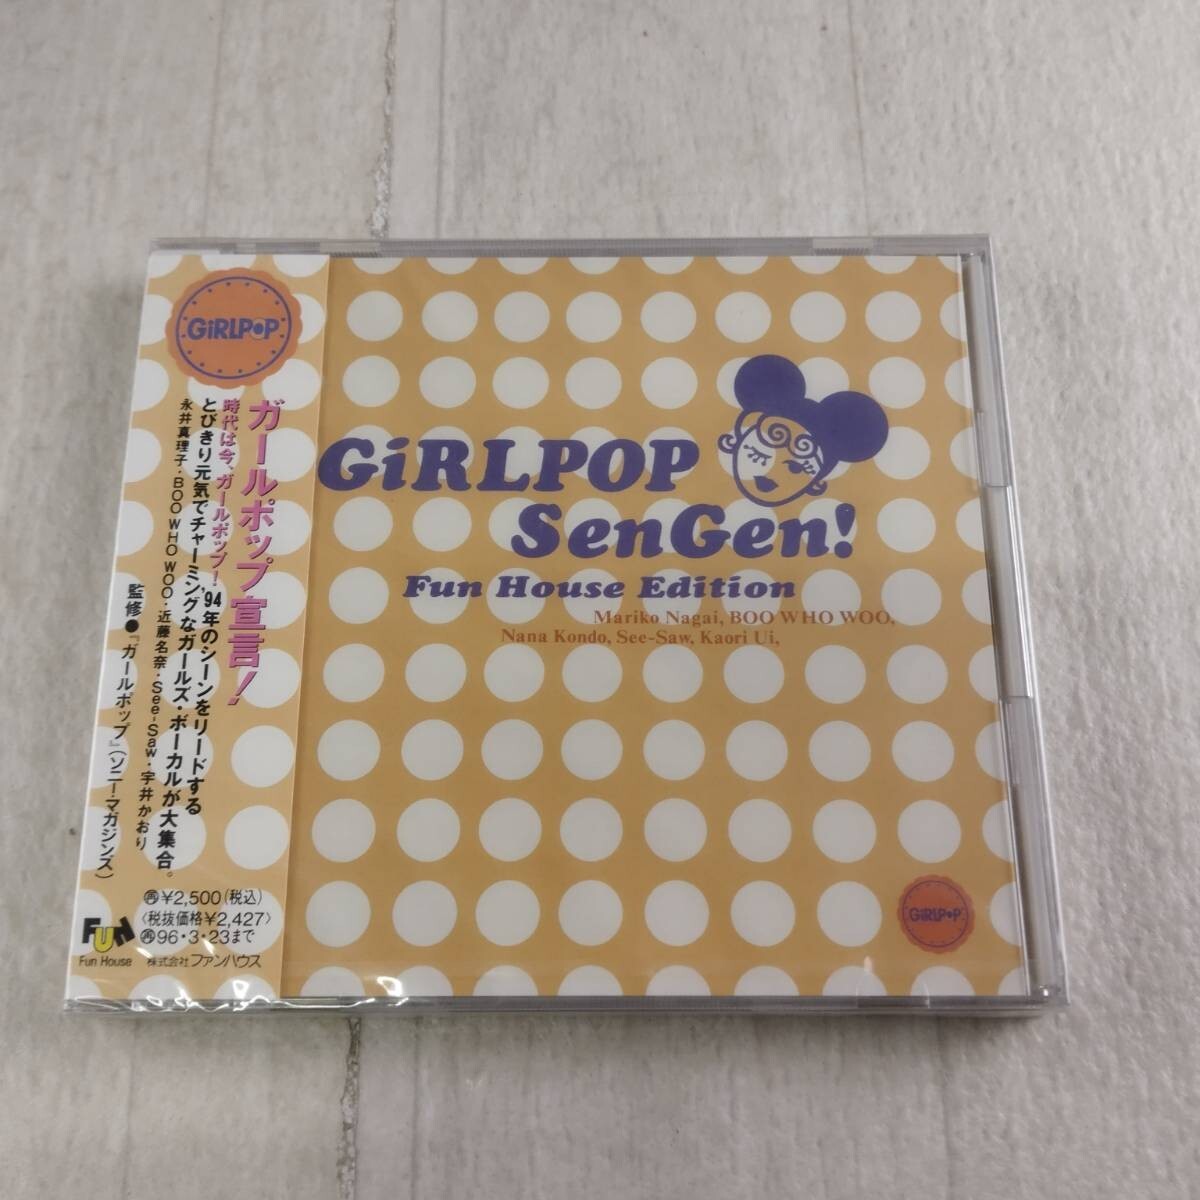 GiRLPOP
ガールポップ宣言!
時代は今、ガールポップ!
'94年のシーンをリードする
とびきり元気でチャーミングなガールズ・ボーカルが大集合。
永井真理子・BOO WHO WOO・近藤名奈・See-Saw・宇井かおり
監修●『ガールポップ』(ソニー・マガジンズ)
再¥2,500(税込)
〈税抜価格¥2,427〉
再96・3・23まで
Fun
Fun House
株式会社ファンハウス
GiRLPOP
SenGen!
Fun House Edition
Mariko Nagai, BOO WHO WOO,
Nana Kondo, See-Saw, Kaori Ui,
GiRLPOP